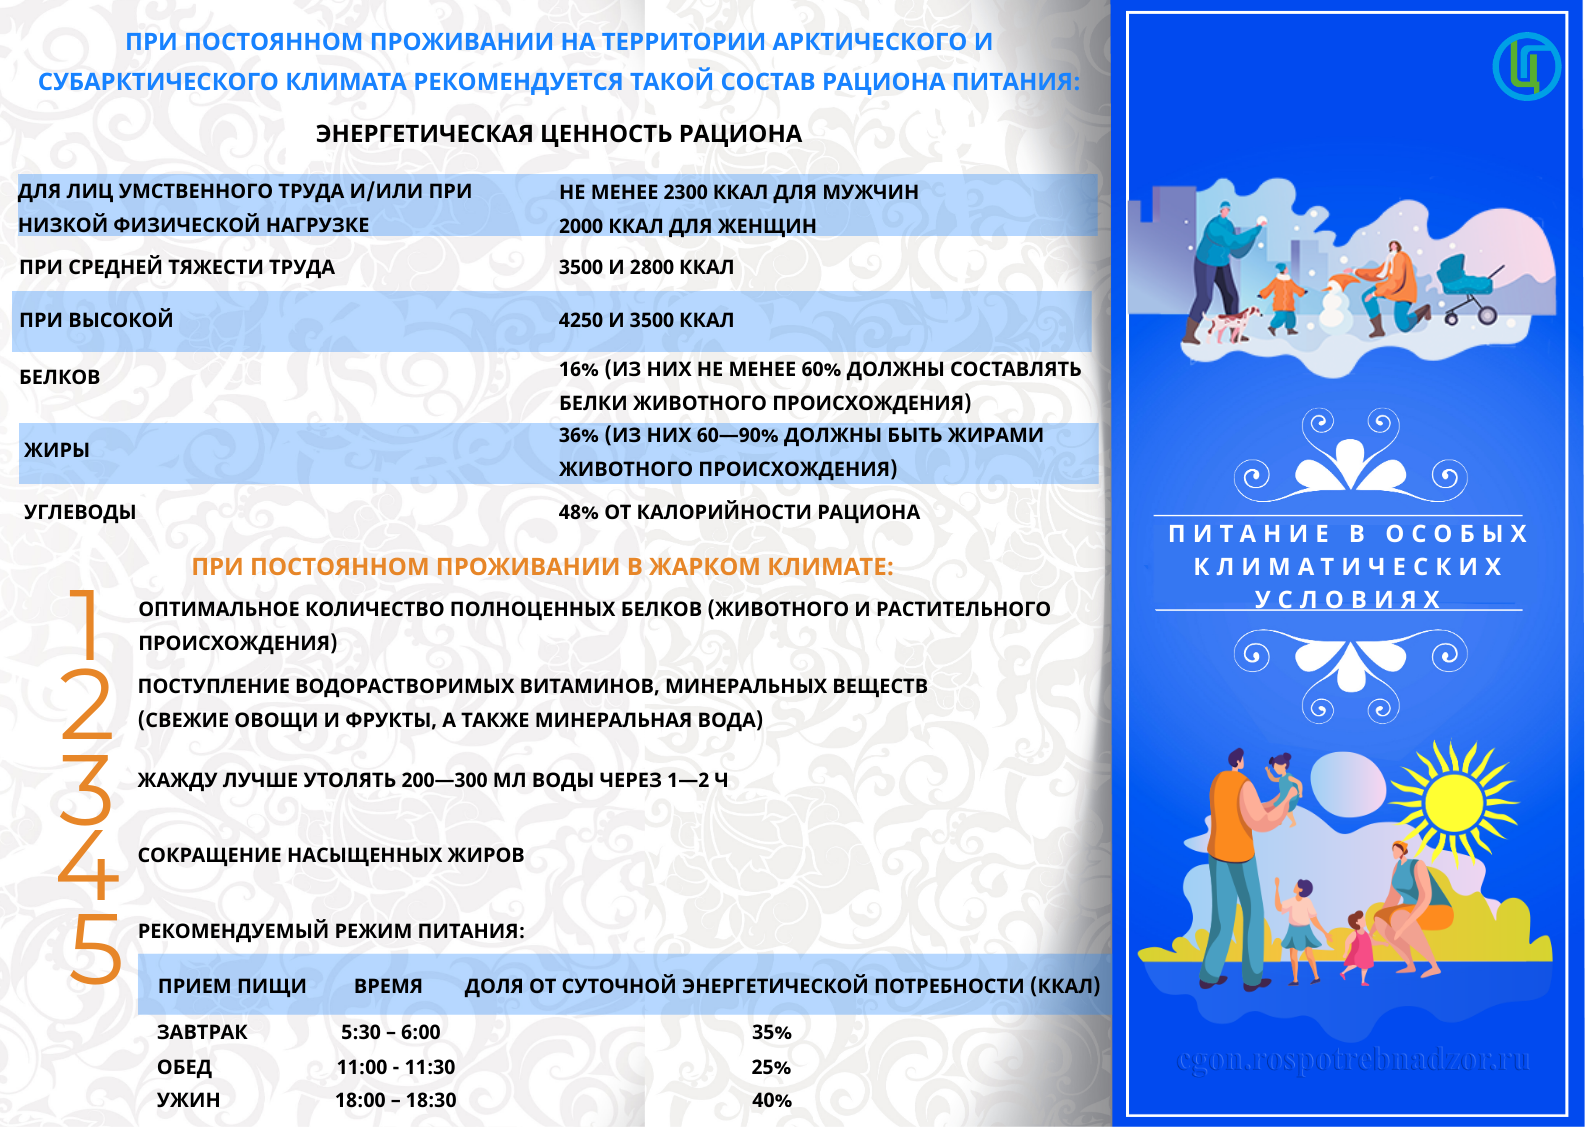 ПРИ ПОСТОЯННОМ ПРОЖИВАНИИ НА ТЕРРИТОРИИ АРКТИЧЕСКОГО И
СУБАРКТИЧЕСКОГО КЛИМАТА РЕКОМЕНДУЕТСЯ ТАКОЙ СОСТАВ РАЦИОНА ПИТАНИЯ:
ЭНЕРГЕТИЧЕСКАЯ ЦЕННОСТЬ РАЦИОНА
ДЛЯ ЛИЦ УМСТВЕННОГО ТРУДА И/ИЛИ ПРИ
НИЗКОЙ ФИЗИЧЕСКОЙ НАГРУЗКЕ
НЕ МЕНЕЕ 2300 ККАЛ ДЛЯ МУЖЧИН
2000 ККАЛ ДЛЯ ЖЕНЩИН
ПРИ СРЕДНЕЙ ТЯЖЕСТИ ТРУДА
3500 И 2800 ККАЛ
ПРИ ВЫСОКОЙ
4250 И 3500 ККАЛ
БЕЛКОВ
16% (ИЗ НИХ НЕ МЕНЕЕ 60% ДОЛЖНЫ СОСТАВЛЯТЬ
БЕЛКИ ЖИВОТНОГО ПРОИСХОЖДЕНИЯ)
ЖИРЫ
36% (ИЗ НИХ 60—90% ДОЛЖНЫ БЫТЬ ЖИРАМИ
ЖИВОТНОГО ПРОИСХОЖДЕНИЯ)
УГЛЕВОДЫ
48% ОТ КАЛОРИЙНОСТИ РАЦИОНА
ПРИ ПОСТОЯННОМ ПРОЖИВАНИИ В ЖАРКОМ КЛИМАТЕ:
1
ОПТИМАЛЬНОЕ КОЛИЧЕСТВО ПОЛНОЦЕННЫХ БЕЛКОВ (ЖИВОТНОГО И РАСТИТЕЛЬНОГО
ПРОИСХОЖДЕНИЯ)
2
ПОСТУПЛЕНИЕ ВОДОРАСТВОРИМЫХ ВИТАМИНОВ, МИНЕРАЛЬНЫХ ВЕЩЕСТВ
(СВЕЖИЕ ОВОЩИ И ФРУКТЫ, А ТАКЖЕ МИНЕРАЛЬНАЯ ВОДА)
3
ЖАЖДУ ЛУЧШЕ УТОЛЯТЬ 200—300 МЛ ВОДЫ ЧЕРЕЗ 1—2 Ч
4
СОКРАЩЕНИЕ НАСЫЩЕННЫХ ЖИРОВ
5
РЕКОМЕНДУЕМЫЙ РЕЖИМ ПИТАНИЯ:
ПРИЕМ ПИЩИ ВРЕМЯ ДОЛЯ ОТ СУТОЧНОЙ ЭНЕРГЕТИЧЕСКОЙ ПОТРЕБНОСТИ (ККАЛ)
ЗАВТРАК 5:30 – 6:00 35%
ОБЕД 11:00 - 11:30 25%
УЖИН 18:00 – 18:30 40%
ПИТАНИЕ В ОСОБЫХ
КЛИМАТИЧЕСКИХ
УСЛОВИЯХ
cgon.rospotrebnadzor.ru